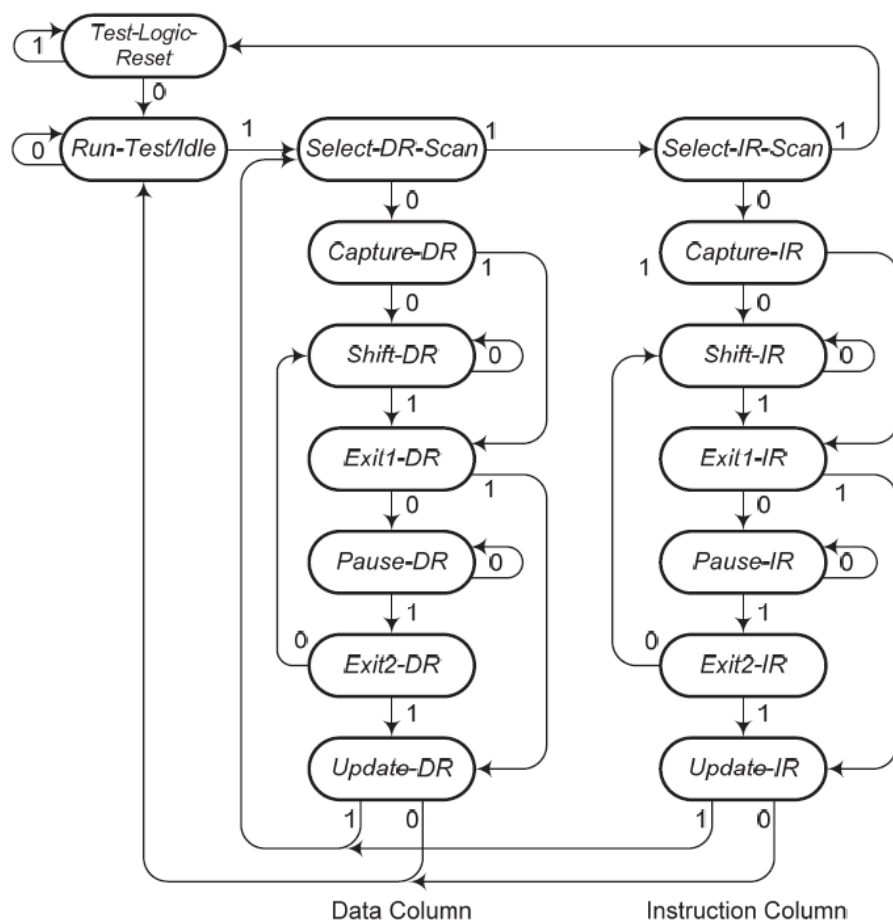 Test-Logic-
Reset
1
0
Run-Test/Idle
0
1
Select-DR-Scan
1
Select-IR-Scan
1
0
0
Capture-DR
1
1
Capture-IR
0
0
Shift-DR
0
Shift-IR
0
1
1
Exit1-DR
1
Exit1-IR
1
0
0
Pause-DR
0
Pause-IR
0
1
1
0
Exit2-DR
0
Exit2-IR
1
1
Update-DR
Update-IR
1
0
1
0
Data Column
Instruction Column